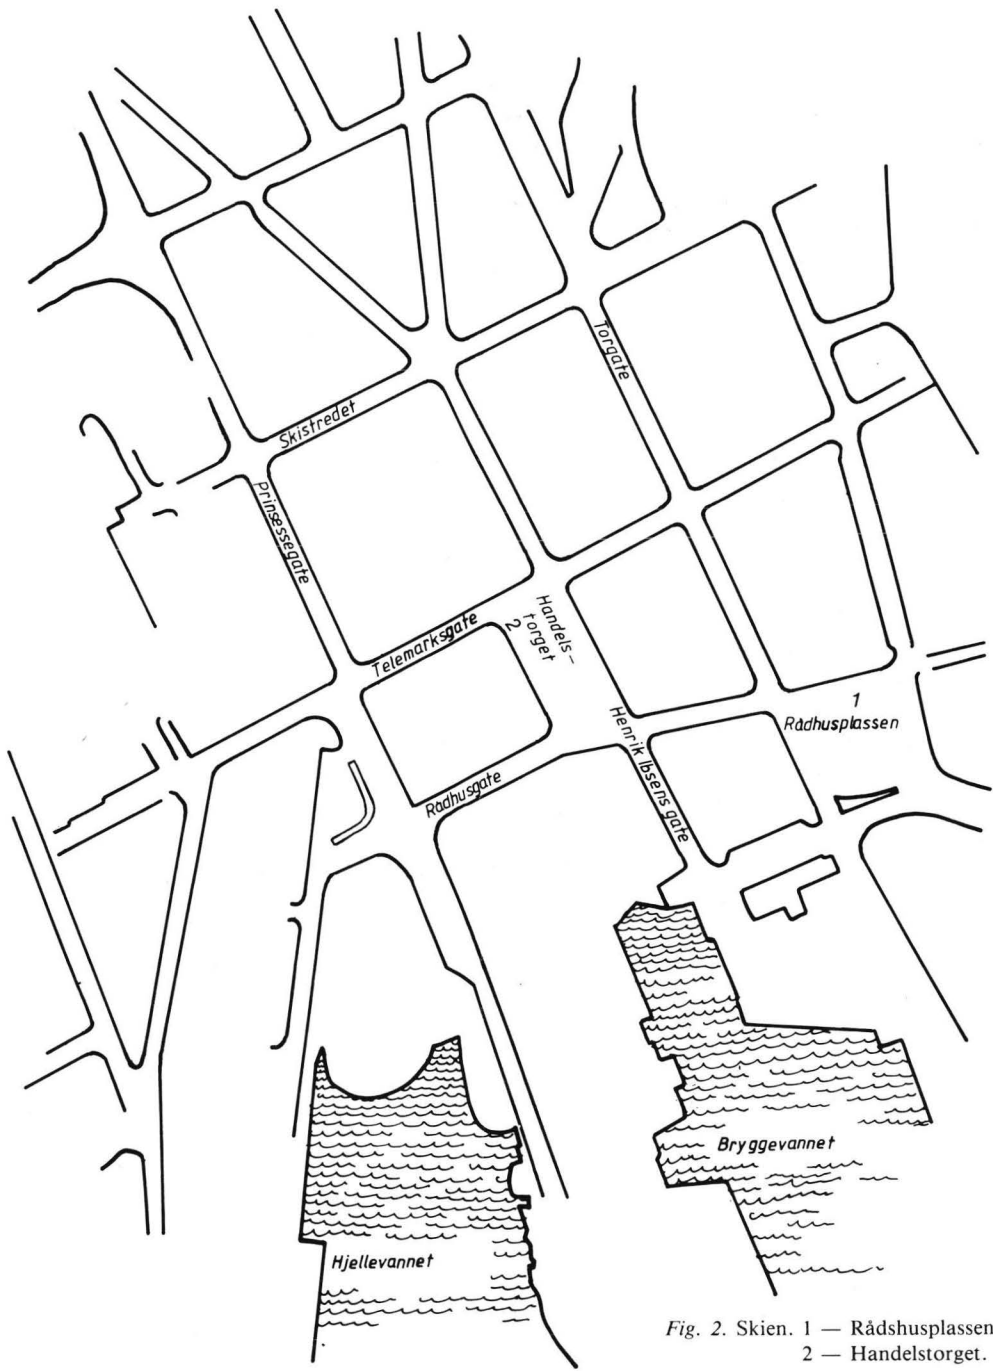 Torgate
Skistredet
Prinsessegate
Handels-
torget
2
Telemarksgate
1
Rådhusplassen
Henrik Ibsens gate
Rådhusgate
Bryggevannet
Hjellevannet
Fig. 2. Skien. 1 — Rådshusplassen
2 — Handelstorget.